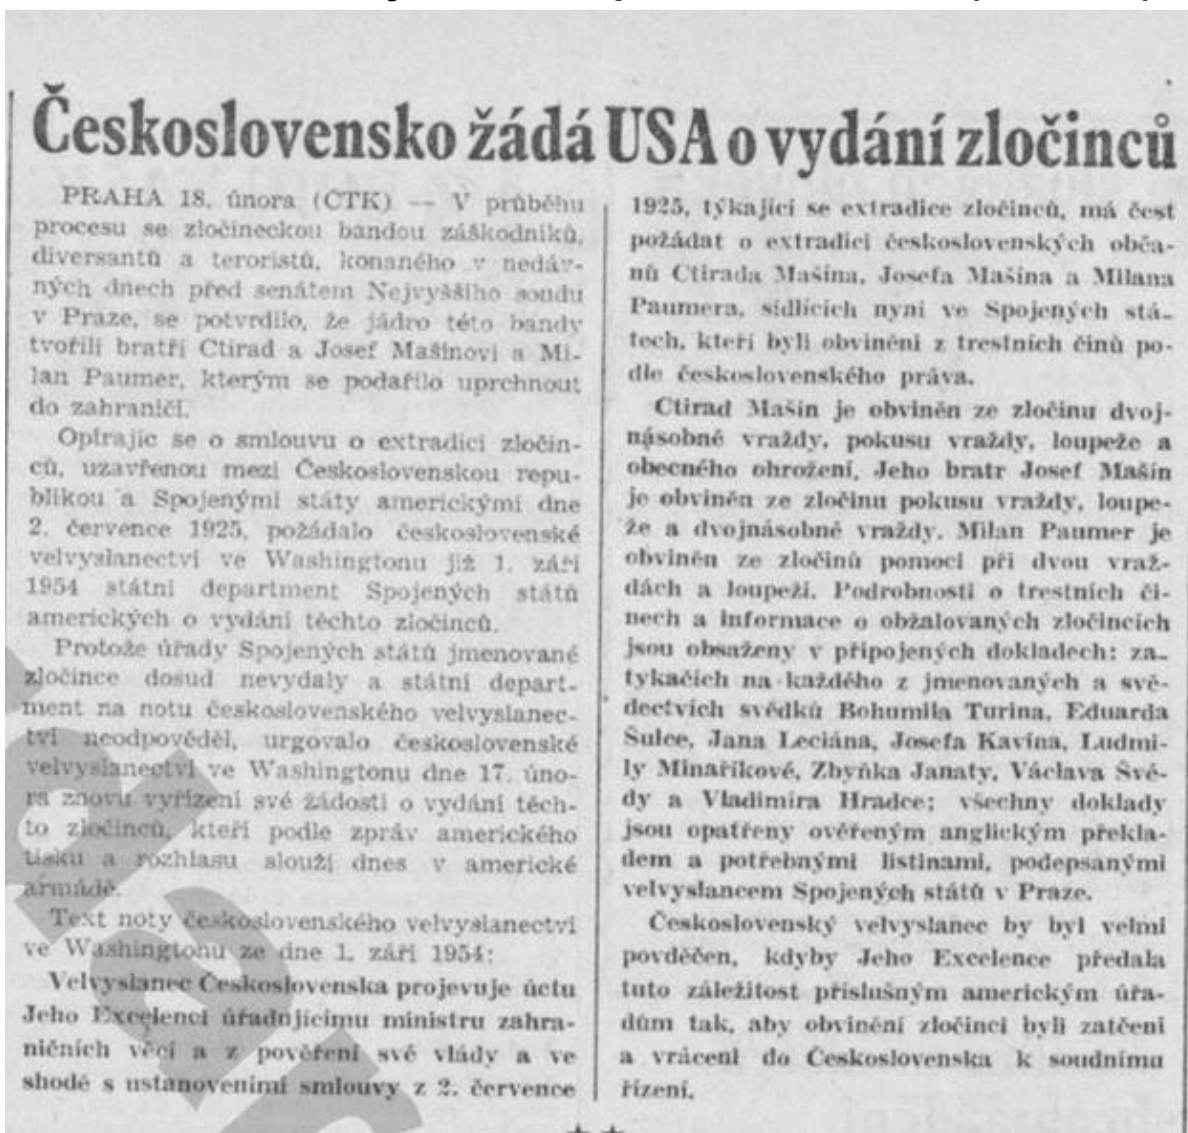 Československo žádá USA o vydání zločinců
PRAHA 18. února (ČTK) — V průběhu
procesu se zločineckou bandou záškodníků,
diversantů a teroristů, konaného v nedáv-
ných dnech před senátem Nejvyššího soudu
v Praze, se potvrdilo, že jádro této bandy
tvořili bratři Ctirad a Josef Mašínovi a Mi-
lan Paumer, kterým se podařilo uprchnout
do zahraničí.
Opírajíc se o smlouvu o extradici zločin-
ců, uzavřenou mezi Československou repu-
blikou a Spojenými státy americkými dne
2. července 1925, požádalo československé
velvyslanectví ve Washingtonu již 1. září
1954 státní department Spojených států
amerických o vydání těchto zločinců.
Protože úřady Spojených států jmenované
zločince dosud nevydaly a státní depart-
ment na notu československého velvyslanec-
tví neodpověděl, urgovalo československé
velvyslanectví ve Washingtonu dne 17. úno-
ra znovu vyřízení své žádosti o vydání těch-
to zločinců, kteří podle zpráv amerického
tisku a rozhlasu slouží dnes v americké
armádě.
Text noty československého velvyslanectví
ve Washingtonu ze dne 1. září 1954:
Velvyslanec Československa projevuje úctu
Jeho Excelenci úřadujícímu ministru zahra-
ničních věcí a z pověření své vlády a ve
shodě s ustanoveními smlouvy z 2. července
1925, týkající se extradice zločinců, má čest
požádat o extradici československých obča-
nů Ctirada Mašína, Josefa Mašína a Milana
Paumera, sídlících nyní ve Spojených stá-
tech, kteří byli obviněni z trestních činů po-
dle československého práva.
Ctirad Mašín je obviněn ze zločinu dvoj-
násobné vraždy, pokusu vraždy, loupeže a
obecného ohrožení. Jeho bratr Josef Mašín
je obviněn ze zločinu pokusu vraždy, loupe-
že a dvojnásobné vraždy. Milan Paumer je
obviněn ze zločinů pomoci při dvou vraž-
dách a loupeži. Podrobnosti o trestních či-
nech a informace o obžalovaných zločincích
jsou obsaženy v připojených dokladech: za-
tykačích na každého z jmenovaných a svě-
dectvích svědků Bohumila Turina, Eduarda
Šulce, Jana Leciána, Josefa Kavína, Ludmi-
ly Minaříkové, Zbyňka Janaty, Václava Své-
dy a Vladimíra Hradce; všechny doklady
jsou opatřeny ověřeným anglickým překla-
dem a potřebnými listinami, podepsanými
velvyslancem Spojených států v Praze.
Československý velvyslanec by byl velmi
povděčen, kdyby Jeho Excelence předala
tuto záležitost příslušným americkým úřa-
dům tak, aby obvinění zločinci byli zatčeni
a vráceni do Československa k soudnímu
řízení.